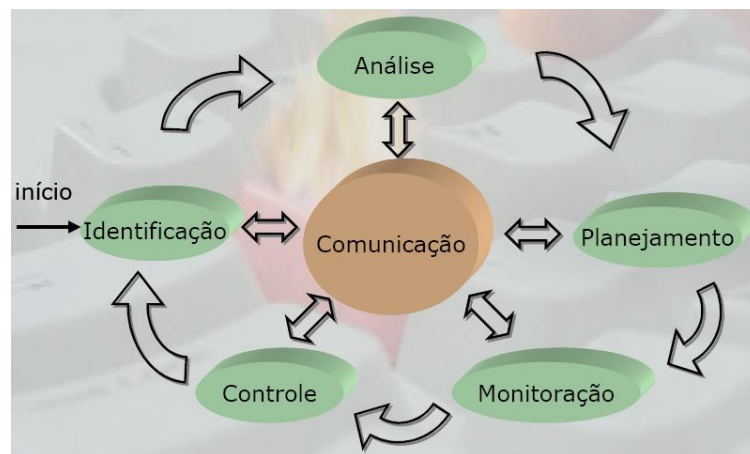 Análise
início
Identificação
Comunicação
Planejamento
Controle
Monitoração